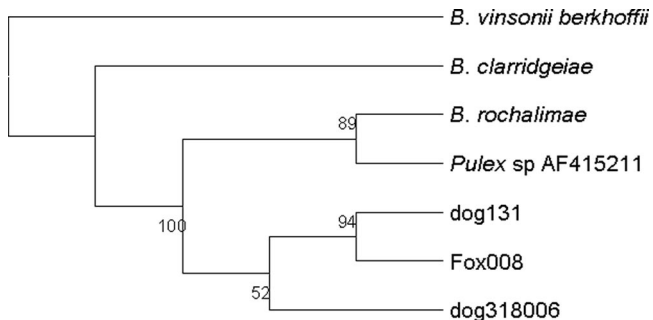 B. vinsonii berkhoffii
B. clarridgeiae
B. rochalimae
89
Pulex sp AF415211
dog131
94
100
Fox008
52
dog318006